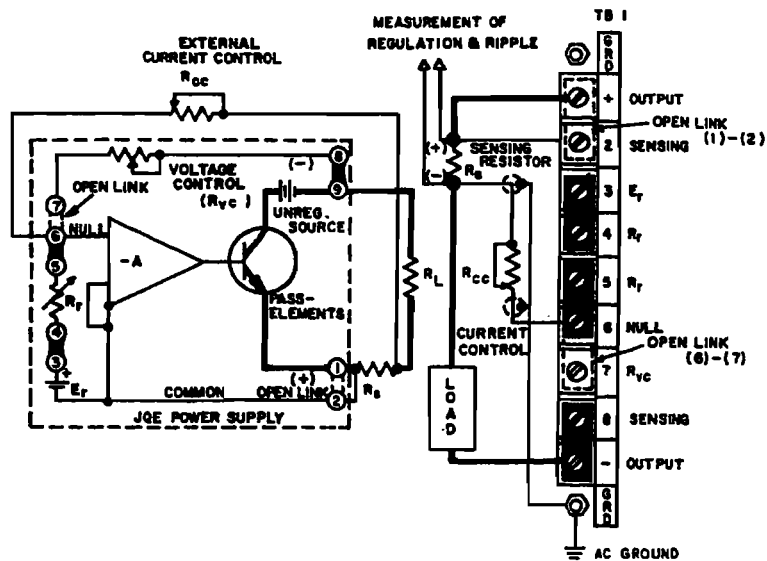 EXTERNAL
CURRENT CONTROL
RCC
VOLTAGE
CONTROL
(RVC)
(-)
8
9
OPEN LINK
7
6
NULL
5
Rr
4
3
+
Er
-A
UNREG.
SOURCE
PASS-
ELEMENTS
RL
(+)
1
2
Rs
COMMON
OPEN LINK
JQE POWER SUPPLY
MEASUREMENT OF
REGULATION & RIPPLE
(+)
(-)
SENSING
RESISTOR
Rs
RCC
CURRENT
CONTROL
LOAD
TB 1
GRD
+ OUTPUT
OPEN LINK
(1)-(2)
2 SENSING
3 Er
4 Rr
5 Rr
6 NULL
OPEN LINK
(6)-(7)
7 RVC
8 SENSING
- OUTPUT
GRD
AC GROUND